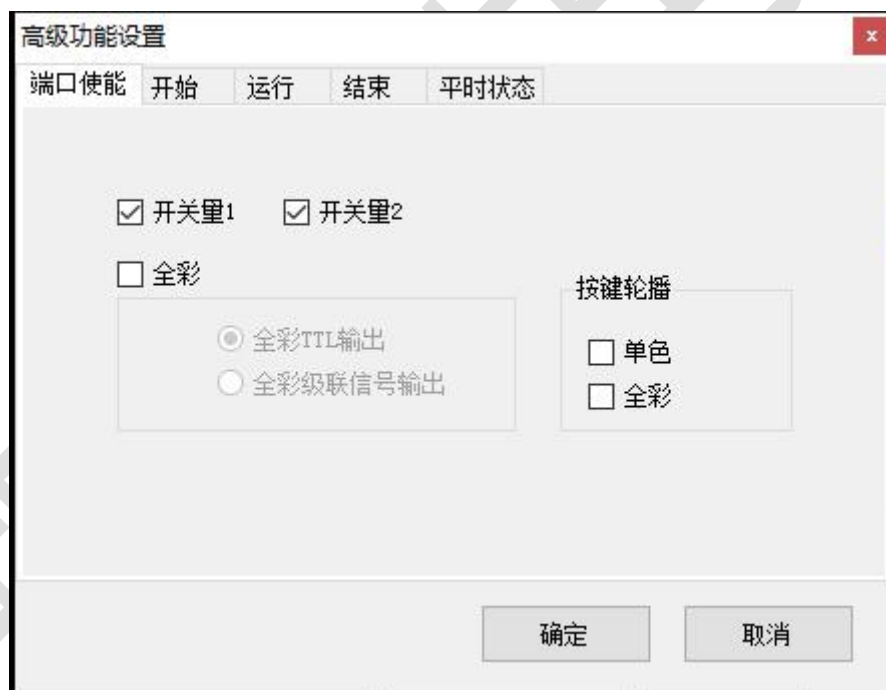 高级功能设置
x
端口使能 开始 运行 结束 平时状态
开关量1 开关量2
全彩
按键轮播
全彩TTL输出
单色
全彩级联信号输出
全彩
确定 取消